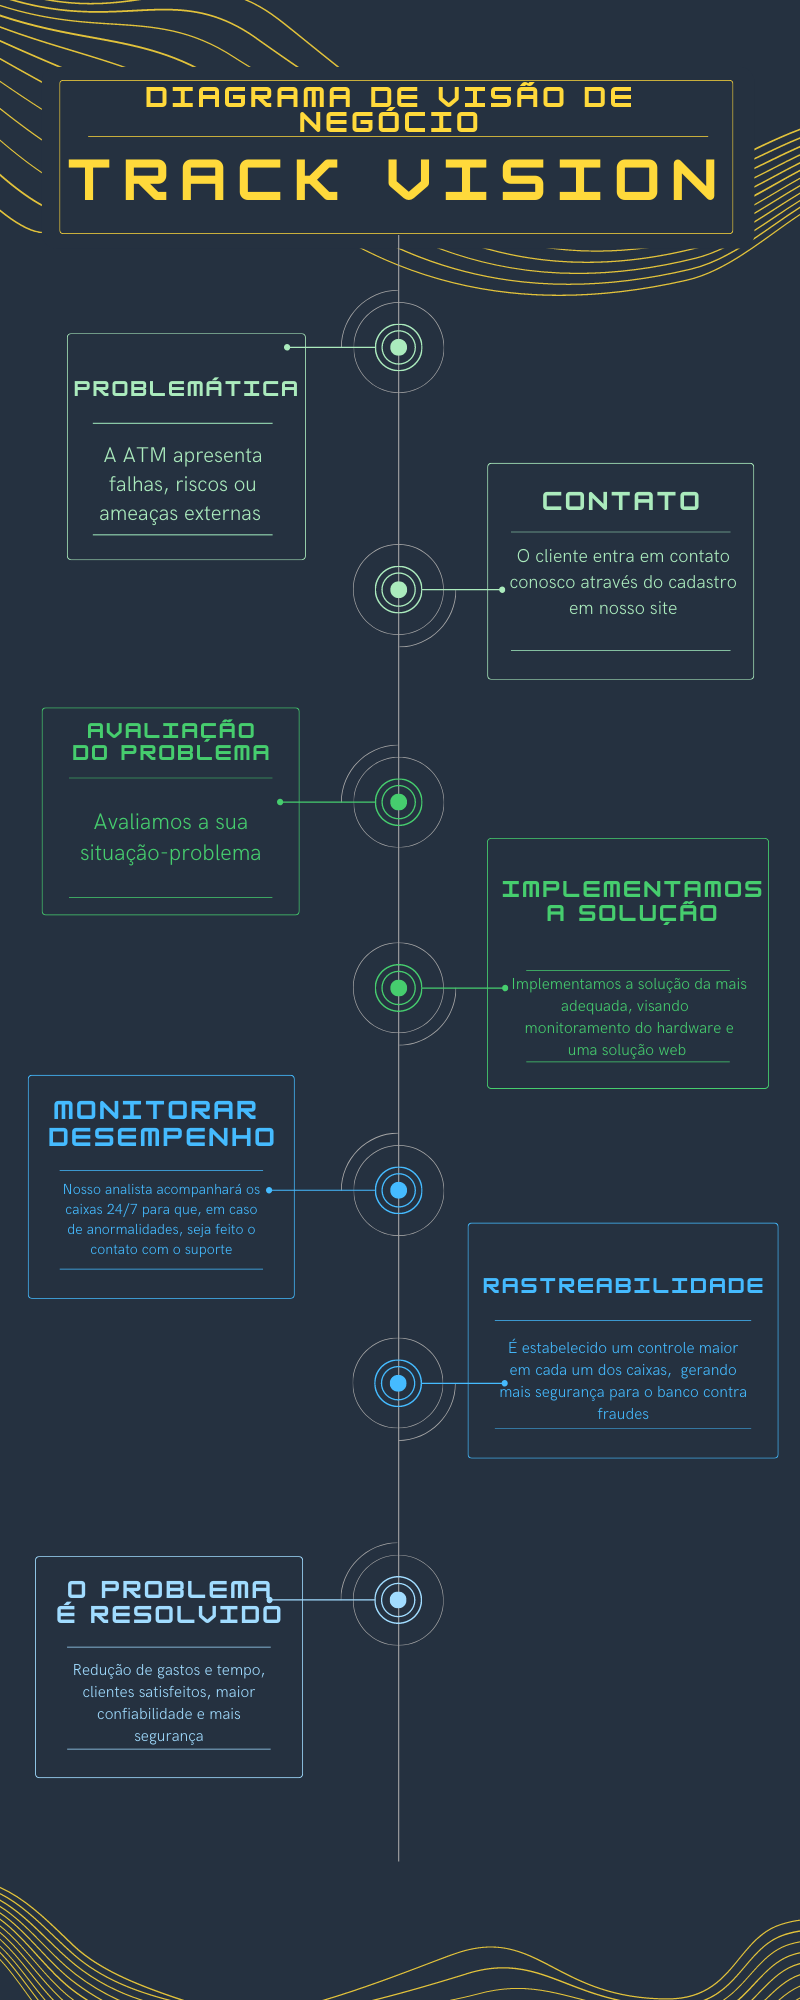 DIAGRAMA DE VISÃO DE
NEGÓCIO
TRACK VISION
PROBLEMÁTICA
A ATM apresenta
falhas, riscos ou
ameaças externas
CONTATO
O cliente entra em contato
conosco através do cadastro
em nosso site
AVALIAÇÃO
DO PROBLEMA
Avaliamos a sua
situação-problema
IMPLEMENTAMOS
A SOLUÇÃO
Implementamos a solução da mais
adequada, visando
monitoramento do hardware e
uma solução web
MONITORAR
DESEMPENHO
Nosso analista acompanhará os
caixas 24/7 para que, em caso
de anormalidades, seja feito o
contato com o suporte
RASTREABILIDADE
É estabelecido um controle maior
em cada um dos caixas, gerando
mais segurança para o banco contra
fraudes
O PROBLEMA
É RESOLVIDO
Redução de gastos e tempo,
clientes satisfeitos, maior
confiabilidade e mais
segurança